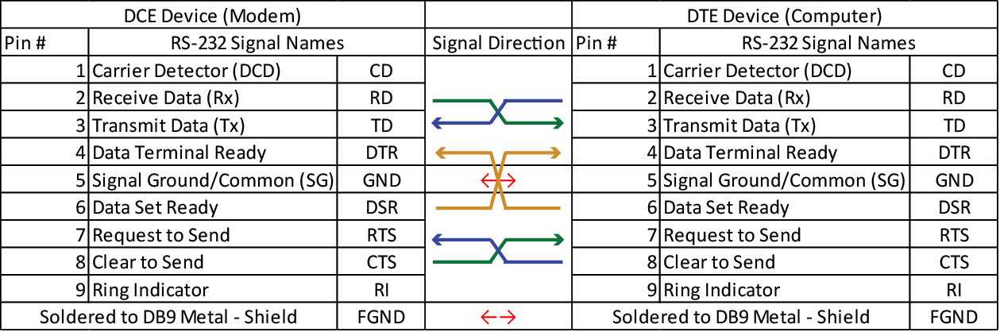 DCE Device (Modem) DTE Device (Computer)
Pin # RS-232 Signal Names Signal Direction Pin # RS-232 Signal Names
1 Carrier Detector (DCD) CD 1 Carrier Detector (DCD) CD
2 Receive Data (Rx) RD 2 Receive Data (Rx) RD
3 Transmit Data (Tx) TD 3 Transmit Data (Tx) TD
4 Data Terminal Ready DTR 4 Data Terminal Ready DTR
5 Signal Ground/Common (SG) GND 5 Signal Ground/Common (SG) GND
6 Data Set Ready DSR 6 Data Set Ready DSR
7 Request to Send RTS 7 Request to Send RTS
8 Clear to Send CTS 8 Clear to Send CTS
9 Ring Indicator RI 9 Ring Indicator RI
Soldered to DB9 Metal - Shield FGND Soldered to DB9 Metal - Shield FGND